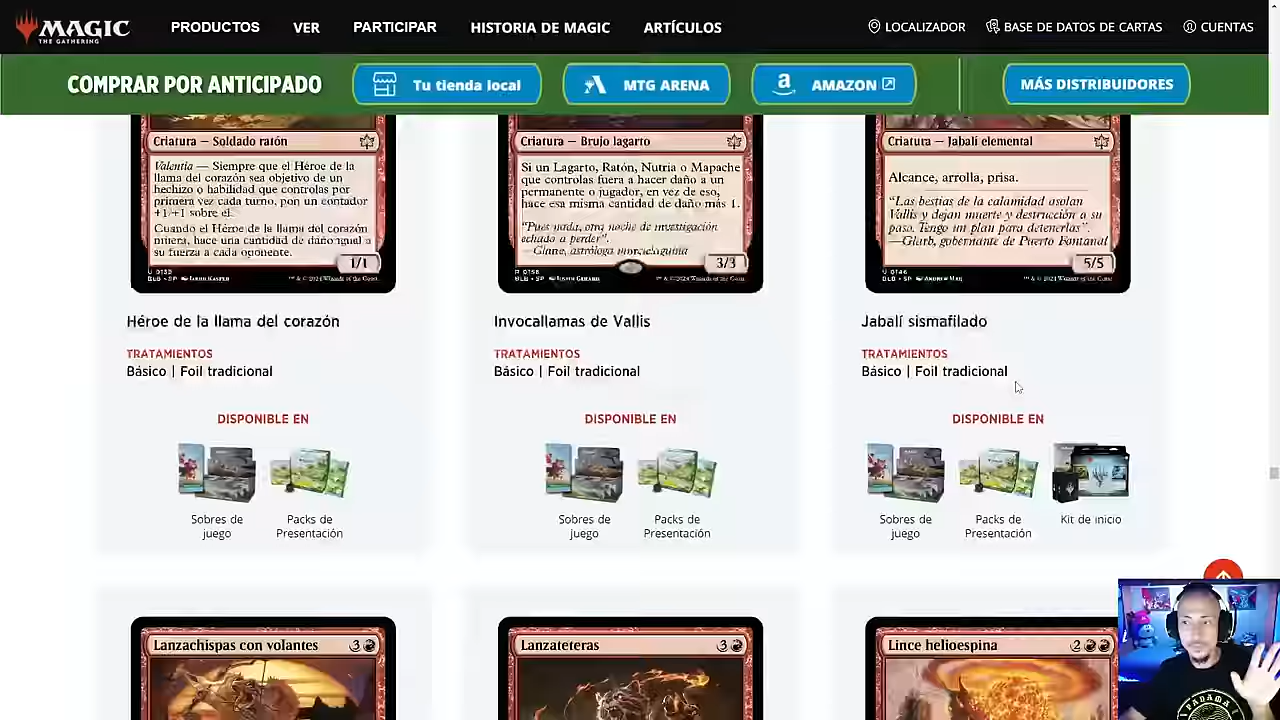 MAGIC
THE GATHERING
PRODUCTOS
VER
PARTICIPAR
HISTORIA DE MAGIC
ARTÍCULOS
LOCALIZADOR
BASE DE DATOS DE CARTAS
CUENTAS
COMPRAR POR ANTICIPADO
Tu tienda local
MTG ARENA
a AMAZON
MÁS DISTRIBUIDORES
Criatura — Soldado ratón
Valentía — Siempre que el Héroe de la
llama del corazón sea objetivo de un
hechizo o habilidad que controlas por
primera vez cada turno, pon un contador
+1/+1 sobre él.
Cuando el Héroe de la llama del corazón
muera, hace una cantidad de daño igual a
su fuerza a cada oponente.
1/1
Criatura — Brujo lagarto
Si un Lagarto, Ratón, Nutria o Mapache
que controlas fuera a hacer daño a un
permanente o jugador, en vez de eso,
hace esa misma cantidad de daño más 1.
"Pues nada, otra noche de investigación
echada a perder".
3/3
Criatura — Jabalí elemental
Alcance, arrolla, prisa.
"Las bestias de la calamidad asolan
Vallis y dejan muerte y destrucción a su
paso. Tengo un plan para detenerlas".
—Glarb, gobernante de Puerto Fontanal
5/5
Héroe de la llama del corazón
TRATAMIENTOS
Básico | Foil tradicional
DISPONIBLE EN
Sobres de
juego
Packs de
Presentación
Invocallamas de Vallis
TRATAMIENTOS
Básico | Foil tradicional
DISPONIBLE EN
Sobres de
juego
Packs de
Presentación
Jabalí sismafilado
TRATAMIENTOS
Básico | Foil tradicional
DISPONIBLE EN
Sobres de
juego
Packs de
Presentación
Kit de inicio
Lanzachispas con volantes
3
Lanzateteras
3
Lince helioespina
2
PANAMA